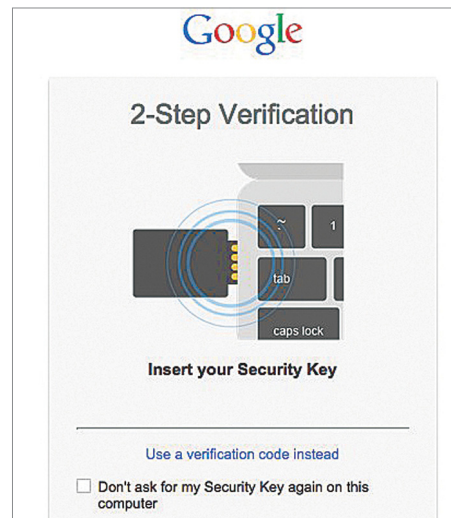 Google
2-Step Verification
~
`
1
tab
caps lock
Insert your Security Key
Use a verification code instead
Don't ask for my Security Key again on this
computer